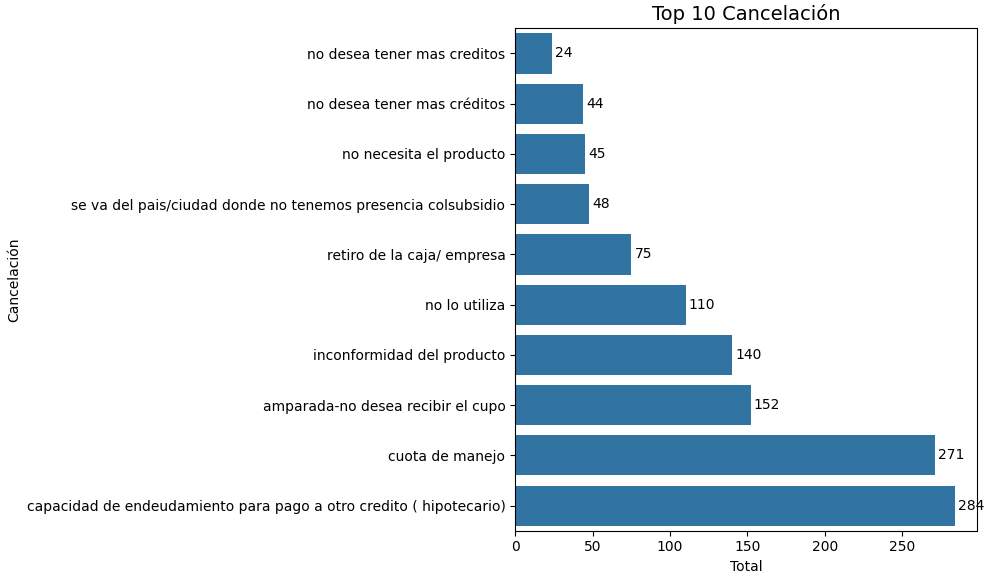 Top 10 Cancelación
no desea tener mas creditos 24
no desea tener mas créditos 44
no necesita el producto 45
se va del pais/ciudad donde no tenemos presencia colsubsidio 48
retiro de la caja/ empresa 75
no lo utiliza 110
inconformidad del producto 140
amparada-no desea recibir el cupo 152
cuota de manejo 271
capacidad de endeudamiento para pago a otro credito ( hipotecario) 284
Cancelación
0 50 100 150 200 250
Total